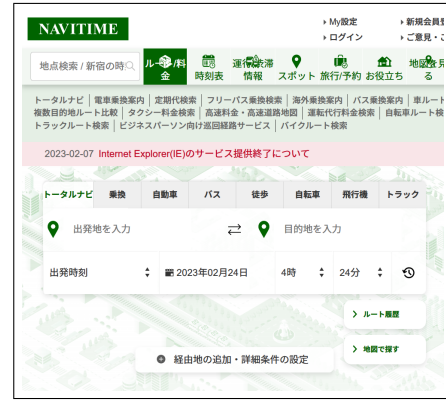 NAVITIME
My設定
新規会員登
ログイン
ご意見・ご
地点検索 / 新宿の時
ルート/料金
時刻表
運行/渋滞情報
スポット
旅行/予約
お役立ち
地図を見る
トータルナビ | 電車乗換案内 | 定期代検索 | フリーパス乗換検索 | 海外乗換案内 | バス乗換案内 | 車ルート
複数目的地ルート比較 | タクシー料金検索 | 高速料金・高速道路地図 | 運転代行料金検索 | 自転車ルート検
トラックルート検索 | ビジネスパーソン向け巡回経路サービス | バイクルート検索
2023-02-07 Internet Explorer(IE)のサービス提供終了について
トータルナビ 乗換 自動車 バス 徒歩 自転車 飛行機 トラック
出発地を入力
目的地を入力
出発時刻 2023年02月24日 4時 24分
ルート履歴
地図で探す
経由地の追加・詳細条件の設定